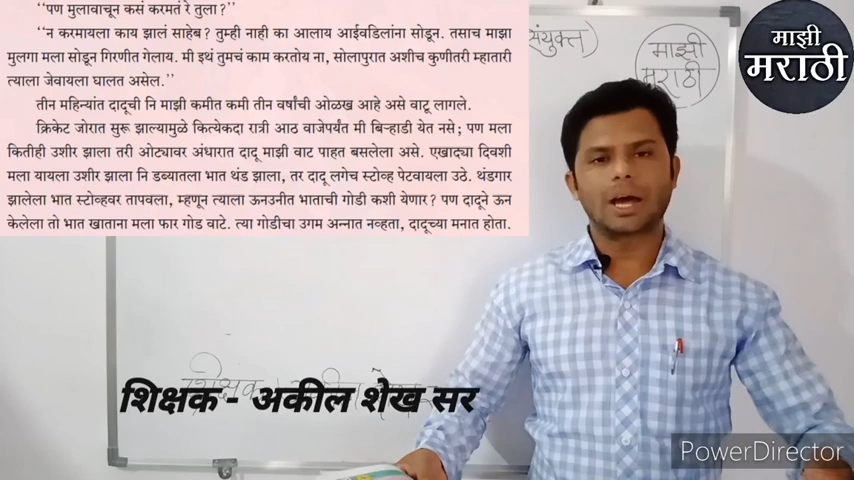 ‘‘पण मुलावाचून कसं करमतं रे तुला?’’
‘‘न करमायला काय झालं साहेब? तुम्ही नाही का आलाय आईवडिलांना सोडून. तसाच माझा
मुलगा मला सोडून गिरणीत गेलाय. मी इथं तुमचं काम करतोय ना, सोलापुरात अशीच कुणीतरी म्हातारी
त्याला जेवायला घालत असेल.’’
तीन महिन्यांत दादूची नि माझी कमीत कमी तीन वर्षांची ओळख आहे असे वाटू लागले.
क्रिकेट जोरात सुरू झाल्यामुळे कित्येकदा रात्री आठ वाजेपर्यंत मी बिऱ्हाडी येत नसे; पण मला
कितीही उशीर झाला तरी ओट्यावर अंधारात दादू माझी वाट पाहत बसलेला असे. एखाद्या दिवशी
मला यायला उशीर झाला नि डब्यातला भात थंड झाला, तर दादू लगेच स्टोव्ह पेटवायला उठे. थंडगार
झालेला भात स्टोव्हवर तापवला, म्हणून त्याला ऊनऊनीत भाताची गोडी कशी येणार? पण दादूने ऊन
केलेला तो भात खाताना मला फार गोड वाटे. त्या गोडीचा उगम अन्नात नव्हता, दादूच्या मनात होता.
संयुक्त)
माझी
मराठी
माझी
मराठी
शिक्षक - अकील शेख सर
PowerDirector